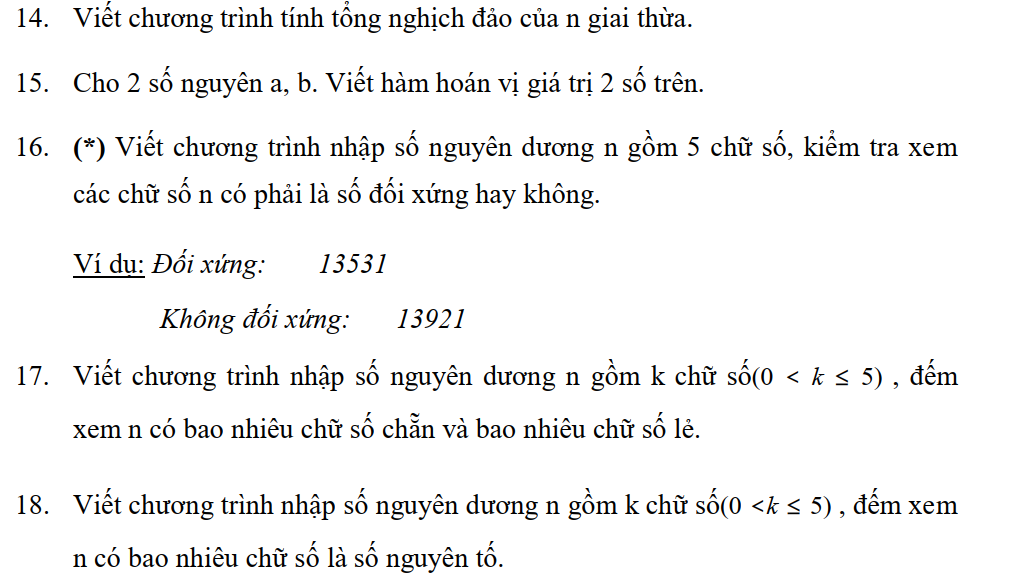 14. Viết chương trình tính tổng nghịch đảo của n giai thừa.
15. Cho 2 số nguyên a, b. Viết hàm hoán vị giá trị 2 số trên.
16. (*) Viết chương trình nhập số nguyên dương n gồm 5 chữ số, kiểm tra xem
các chữ số n có phải là số đối xứng hay không.
Ví dụ: Đối xứng: 13531
Không đối xứng: 13921
17. Viết chương trình nhập số nguyên dương n gồm k chữ số(0 < k ≤ 5) , đếm
xem n có bao nhiêu chữ số chẵn và bao nhiêu chữ số lẻ.
18. Viết chương trình nhập số nguyên dương n gồm k chữ số(0 <k ≤ 5) , đếm xem
n có bao nhiêu chữ số là số nguyên tố.